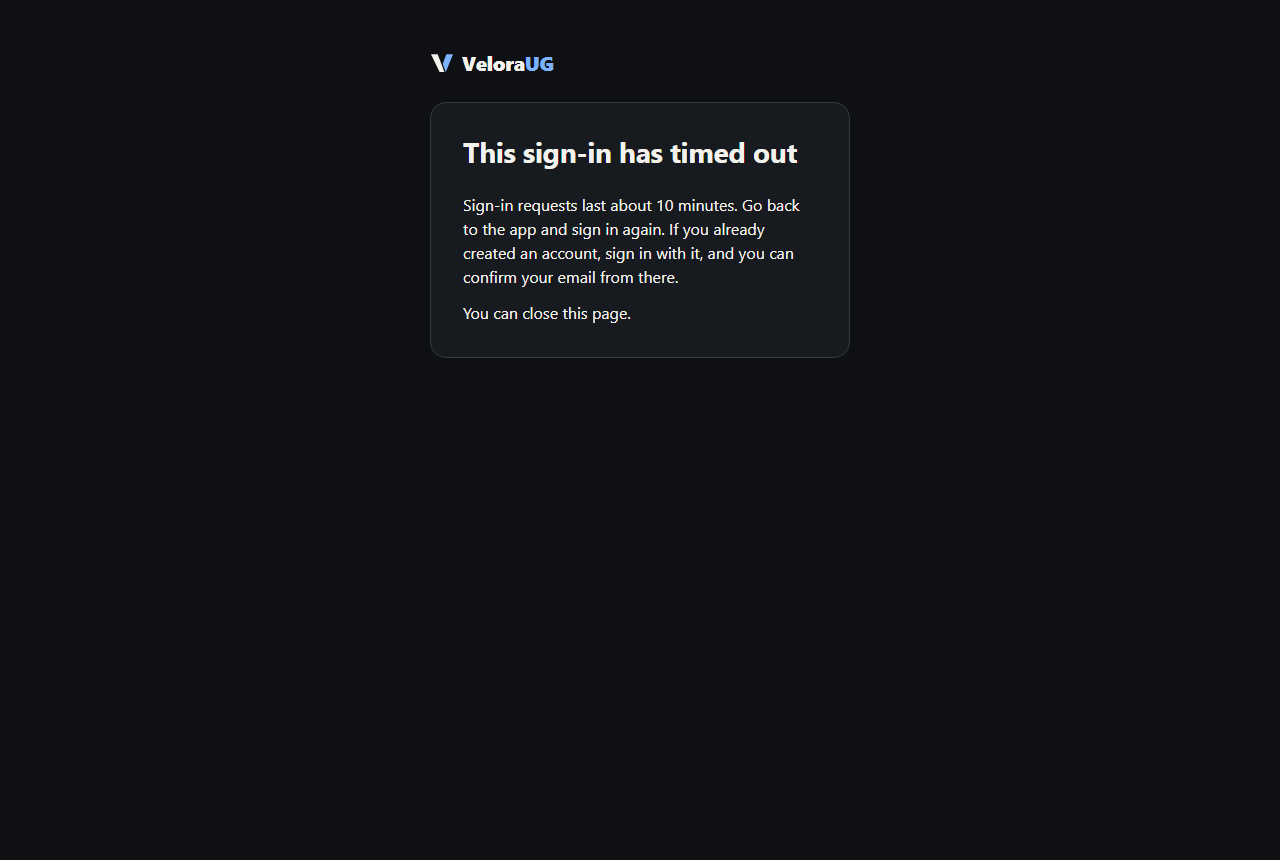 VeloraUG
This sign-in has timed out
Sign-in requests last about 10 minutes. Go back
to the app and sign in again. If you already
created an account, sign in with it, and you can
confirm your email from there.
You can close this page.